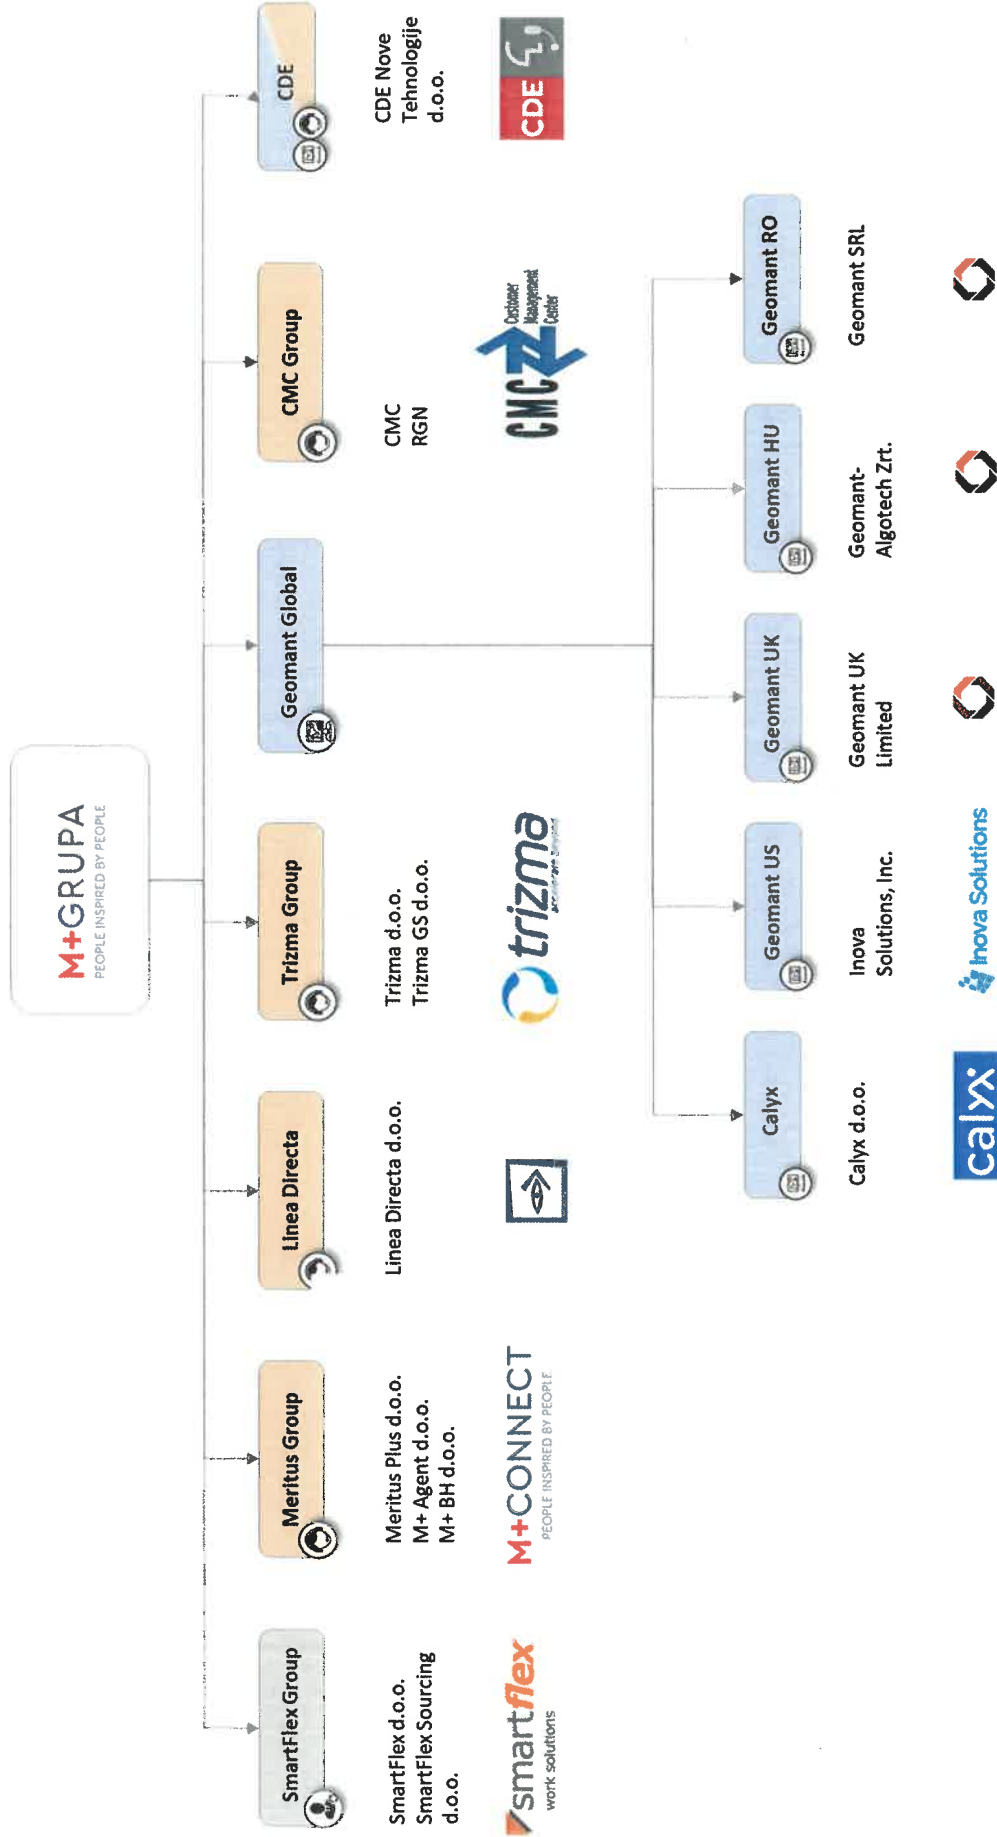 M+GRUPA
PEOPLE INSPIRED BY PEOPLE
SmartFlex Group
SmartFlex d.o.o.
SmartFlex Sourcing
d.o.o.
smartflex
work solutions
Meritus Group
Meritus Plus d.o.o.
M+ Agent d.o.o.
M+ BH d.o.o.
M+CONNECT
PEOPLE INSPIRED BY PEOPLE
Linea Directa
Linea Directa d.o.o.
Trizma Group
Trizma d.o.o.
Trizma GS d.o.o.
trizma
Geomant Global
CMC Group
CMC
RGN
CMC
Customer
Management
Center
CDE
CDE Nove
Tehnologije
d.o.o.
CDE
Calyx
Calyx d.o.o.
calyx
Geomant US
Inova
Solutions, Inc.
Inova Solutions
Geomant UK
Geomant UK
Limited
Geomant HU
Geomant-
Algotech Zrt.
Geomant RO
Geomant SRL